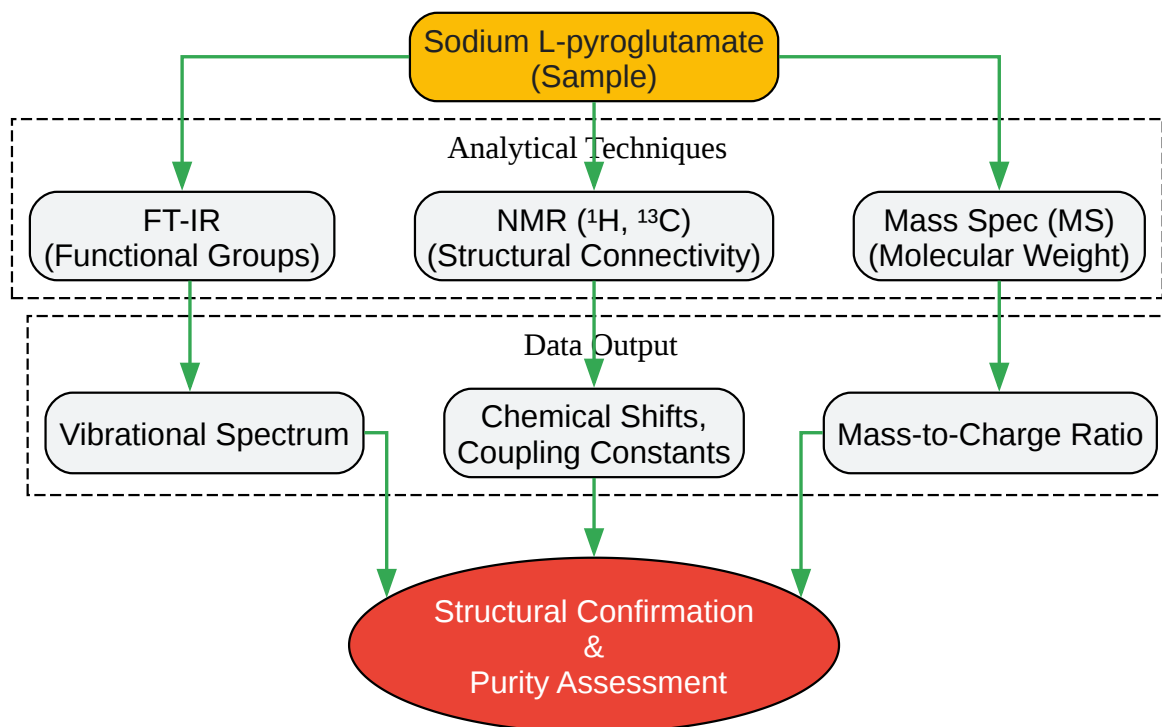 Sodium L-pyroglutamate
(Sample)
Analytical Techniques
FT-IR
(Functional Groups)
NMR (¹H, ¹³C)
(Structural Connectivity)
Mass Spec (MS)
(Molecular Weight)
Data Output
Vibrational Spectrum
Chemical Shifts,
Coupling Constants
Mass-to-Charge Ratio
Structural Confirmation
&
Purity Assessment